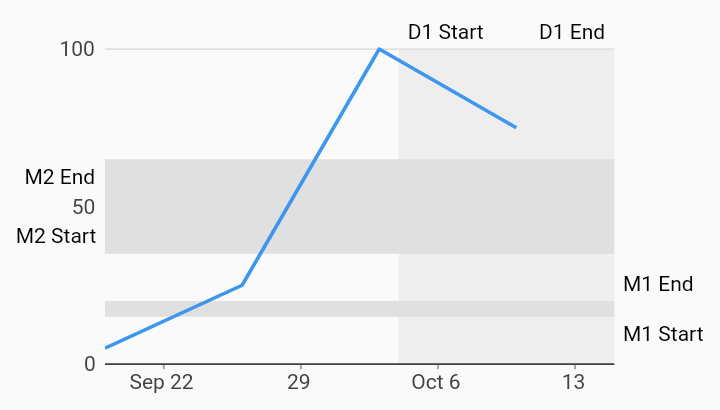 D1 Start D1 End
100
M2 End
50
M2 Start
M1 End
M1 Start
0
Sep 22 29 Oct 6 13